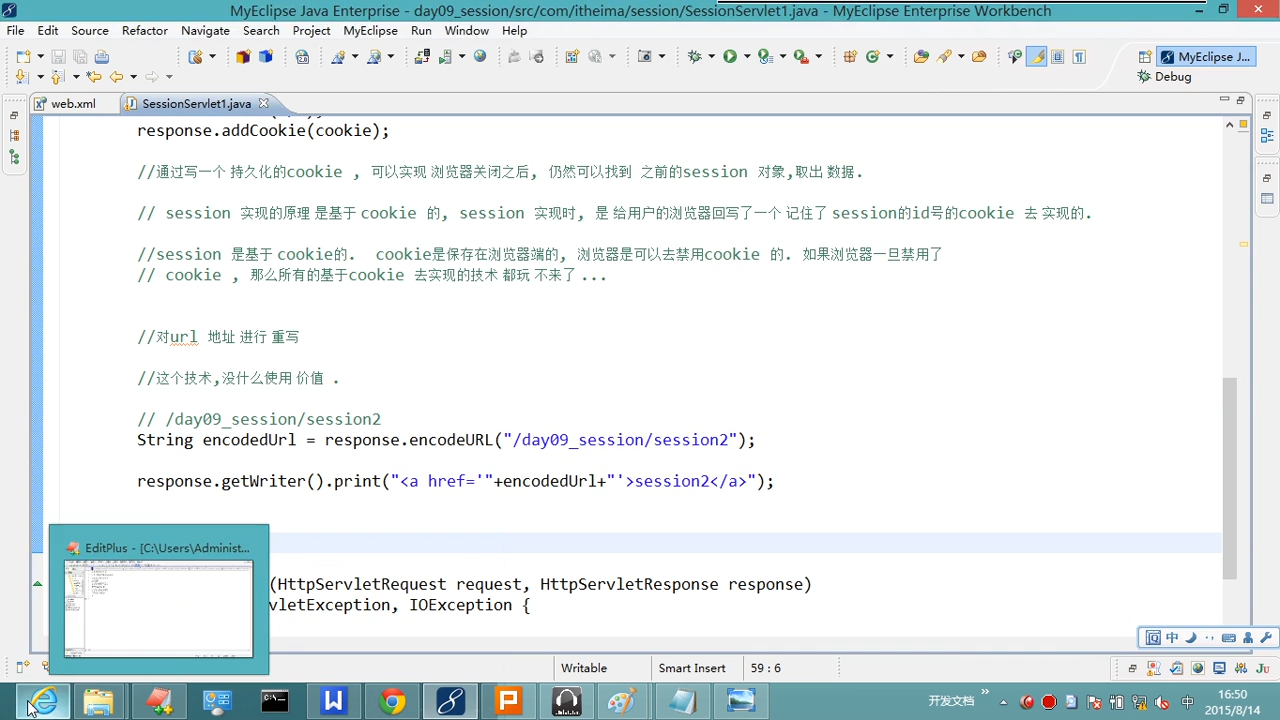 MyEclipse Java Enterprise - day09_session/src/com/itheima/session/SessionServlet1.java - MyEclipse Enterprise Workbench
File Edit Source Refactor Navigate Search Project MyEclipse Run Window Help
MyEclipse J...
Debug
web.xml SessionServlet1.java
response.addCookie(cookie);
//通过写一个 持久化的cookie , 可以实现 浏览器关闭之后, 仍然可以找到 之前的session 对象,取出 数据.
// session 实现的原理 是基于 cookie 的, session 实现时, 是 给用户的浏览器回写了一个 记住了 session的id号的cookie 去 实现的.
//session 是基于 cookie的. cookie是保存在浏览器端的, 浏览器是可以去禁用cookie 的. 如果浏览器一旦禁用了
// cookie , 那么所有的基于cookie 去实现的技术 都玩 不来了 ...
//对url 地址 进行 重写
//这个技术,没什么使用 价值 .
// /day09_session/session2
String encodedUrl = response.encodeURL("/day09_session/session2");
response.getWriter().print("<a href='"+encodedUrl+"'>session2</a>");
EditPlus - [C:\Users\Administ...
(HttpServletRequest request, HttpServletResponse response)
vletException, IOException {
中
Writable Smart Insert 59 : 6
开发文档 中 16:50
2015/8/14